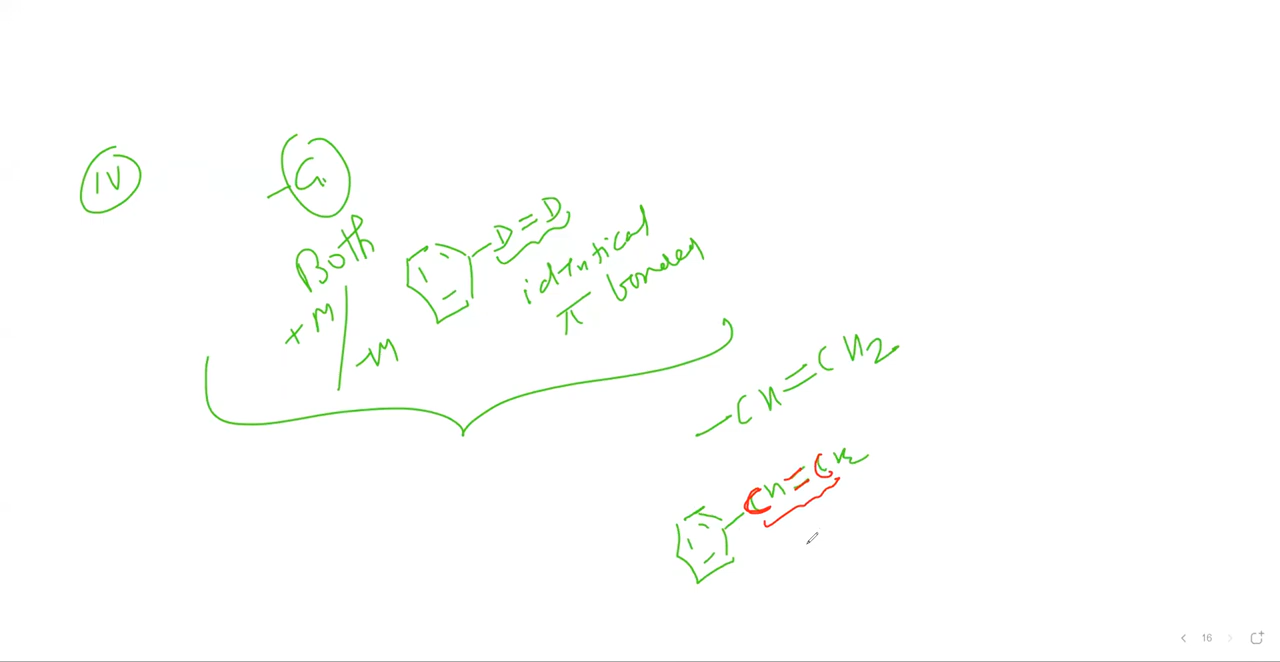 IV
-G
Both
+M
-M
D=D
identical
π bonded
-CH=CH2
CH=CH2
16